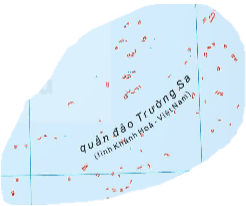 quần đảo Trường Sa
(tỉnh Khánh Hoà - Việt Nam)